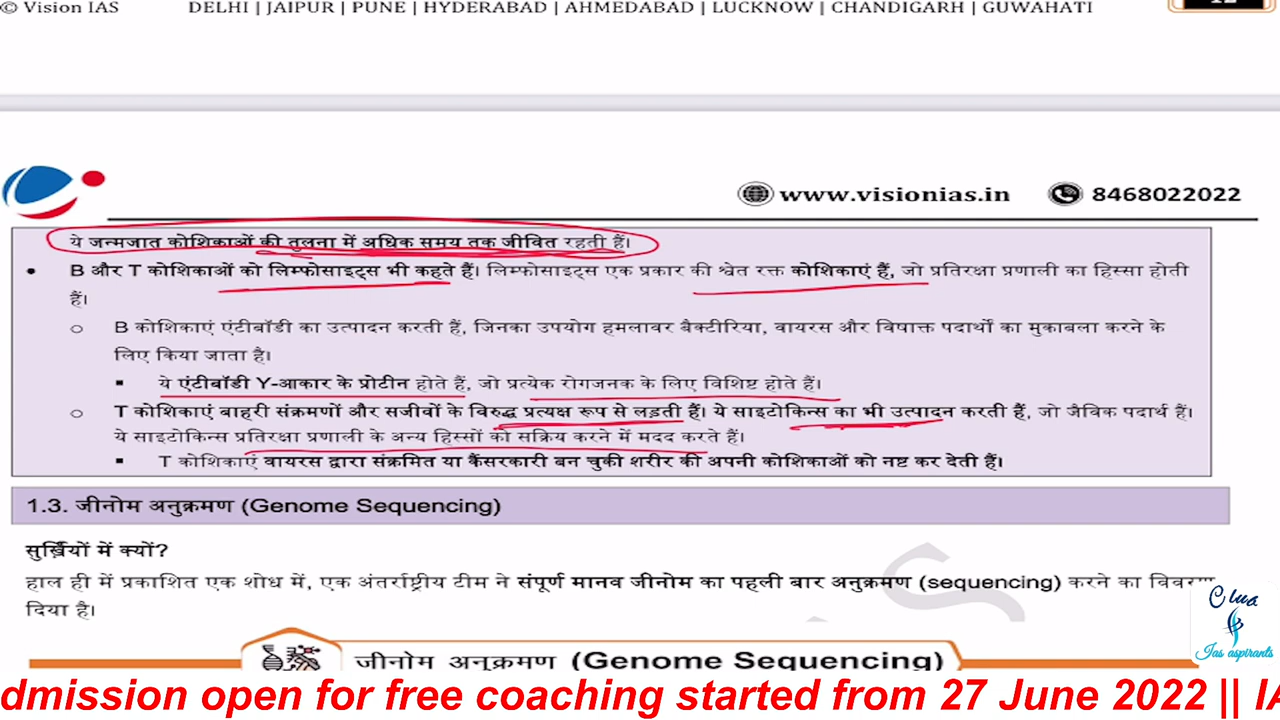 © Vision IAS DELHI | JAIPUR | PUNE | HYDERABAD | AHMEDABAD | LUCKNOW | CHANDIGARH | GUWAHATI
www.visionias.in 8468022022
ये जन्मजात कोशिकाओं की तुलना में अधिक समय तक जीवित रहती हैं।
• B और T कोशिकाओं को लिम्फोसाइट्स भी कहते हैं। लिम्फोसाइट्स एक प्रकार की श्वेत रक्त कोशिकाएं हैं, जो प्रतिरक्षा प्रणाली का हिस्सा होती
हैं।
○ B कोशिकाएं एंटीबॉडी का उत्पादन करती हैं, जिनका उपयोग हमलावर बैक्टीरिया, वायरस और विषाक्त पदार्थों का मुकाबला करने के
लिए किया जाता है।
▪ ये एंटीबॉडी Y-आकार के प्रोटीन होते हैं, जो प्रत्येक रोगजनक के लिए विशिष्ट होते हैं।
○ T कोशिकाएं बाहरी संक्रमणों और सजीवों के विरुद्ध प्रत्यक्ष रूप से लड़ती हैं। ये साइटोकिन्स का भी उत्पादन करती हैं, जो जैविक पदार्थ हैं।
ये साइटोकिन्स प्रतिरक्षा प्रणाली के अन्य हिस्सों को सक्रिय करने में मदद करते हैं।
▪ T कोशिकाएं वायरस द्वारा संक्रमित या कैंसरकारी बन चुकी शरीर की अपनी कोशिकाओं को नष्ट कर देती हैं।
1.3. जीनोम अनुक्रमण (Genome Sequencing)
सुर्ख़ियों में क्यों?
हाल ही में प्रकाशित एक शोध में, एक अंतर्राष्ट्रीय टीम ने संपूर्ण मानव जीनोम का पहली बार अनुक्रमण (sequencing) करने का विवरण
दिया है।
Ias aspirants
जीनोम अनुक्रमण (Genome Sequencing)
dmission open for free coaching started from 27 June 2022 || IA